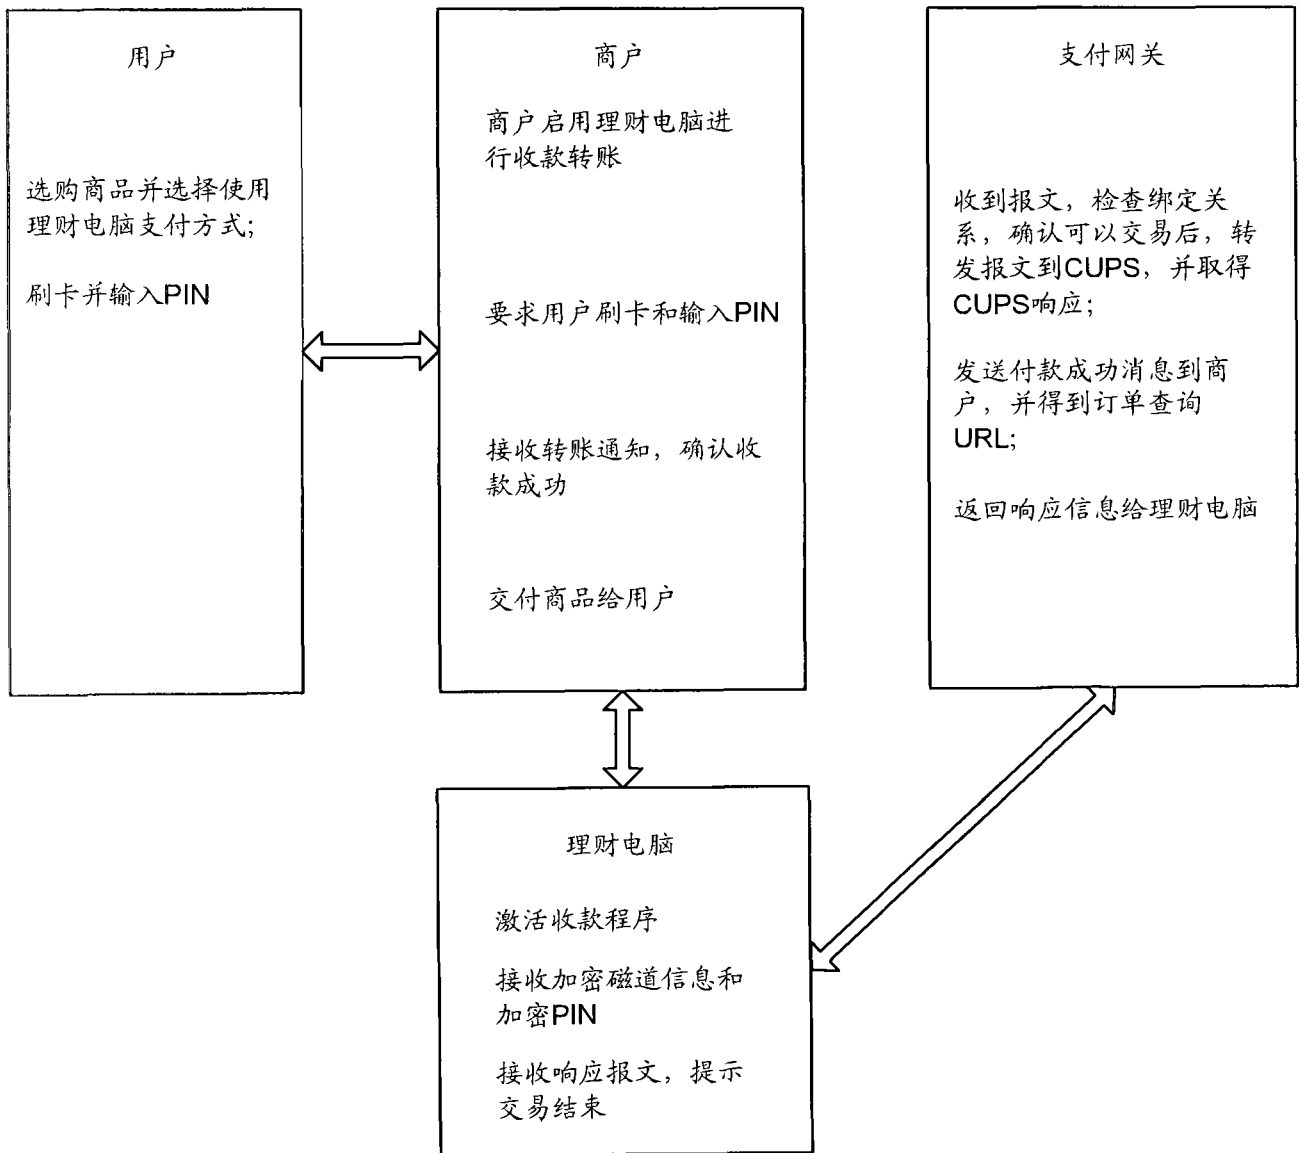 用户
选购商品并选择使用
理财电脑支付方式;
刷卡并输入PIN
商户
商户启用理财电脑进
行收款转账
要求用户刷卡和输入PIN
接收转账通知，确认收
款成功
交付商品给用户
支付网关
收到报文，检查绑定关
系，确认可以交易后，转
发报文到CUPS，并取得
CUPS响应;
发送付款成功消息到商
户，并得到订单查询
URL;
返回响应信息给理财电脑
理财电脑
激活收款程序
接收加密磁道信息和
加密PIN
接收响应报文，提示
交易结束